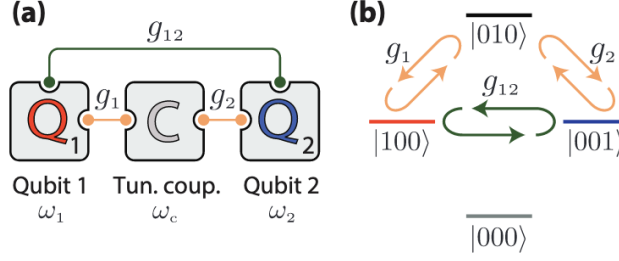 (a)
g₁₂
Q₁ g₁ C g₂ Q₂
Qubit 1 Tun. coup. Qubit 2
ω₁ ω_c ω₂
(b)
|010⟩
g₁ g₂
g₁₂
|100⟩ |001⟩
|000⟩